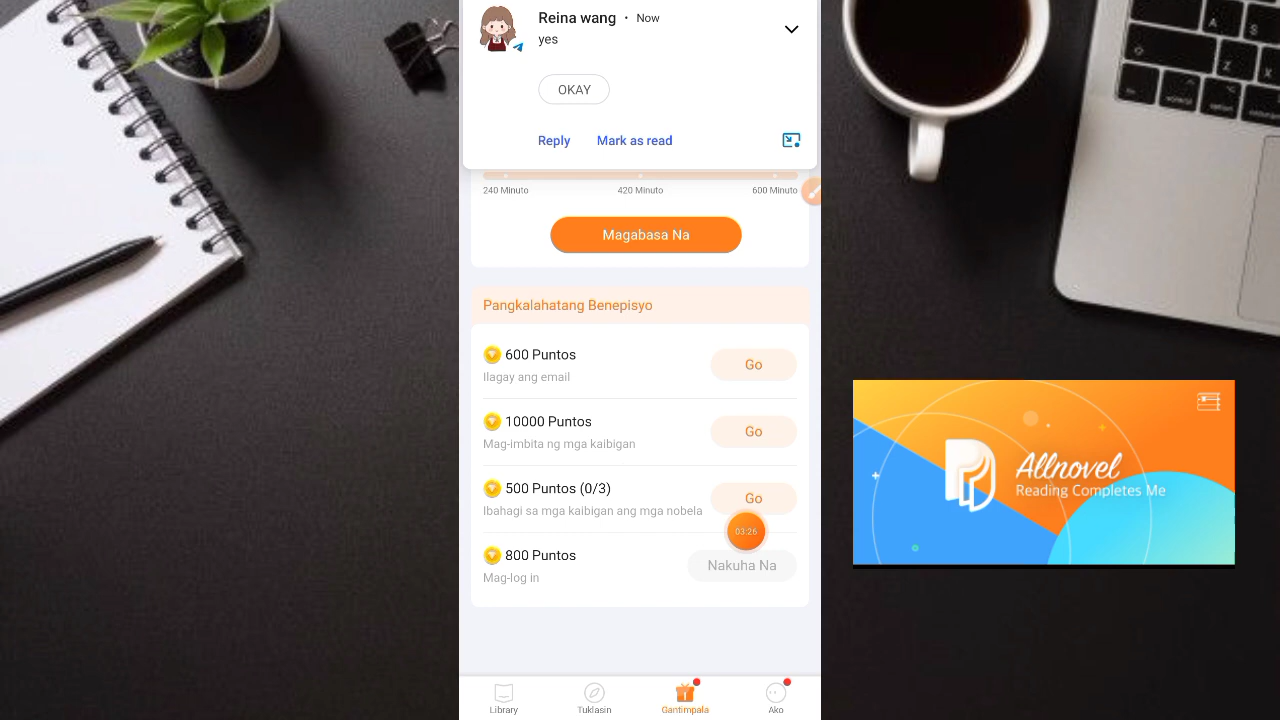 Reina wang • Now
yes
OKAY
Reply Mark as read
240 Minuto 420 Minuto 600 Minuto
Magabasa Na
Pangkalahatang Benepisyo
600 Puntos
Ilagay ang email
Go
10000 Puntos
Mag-imbita ng mga kaibigan
Go
500 Puntos (0/3)
Ibahagi sa mga kaibigan ang mga nobela
Go
03:26
800 Puntos
Mag-log in
Nakuha Na
Library Tuklasin Gantimpala Ako
Allnovel
Reading Completes Me
A
S
Z
X